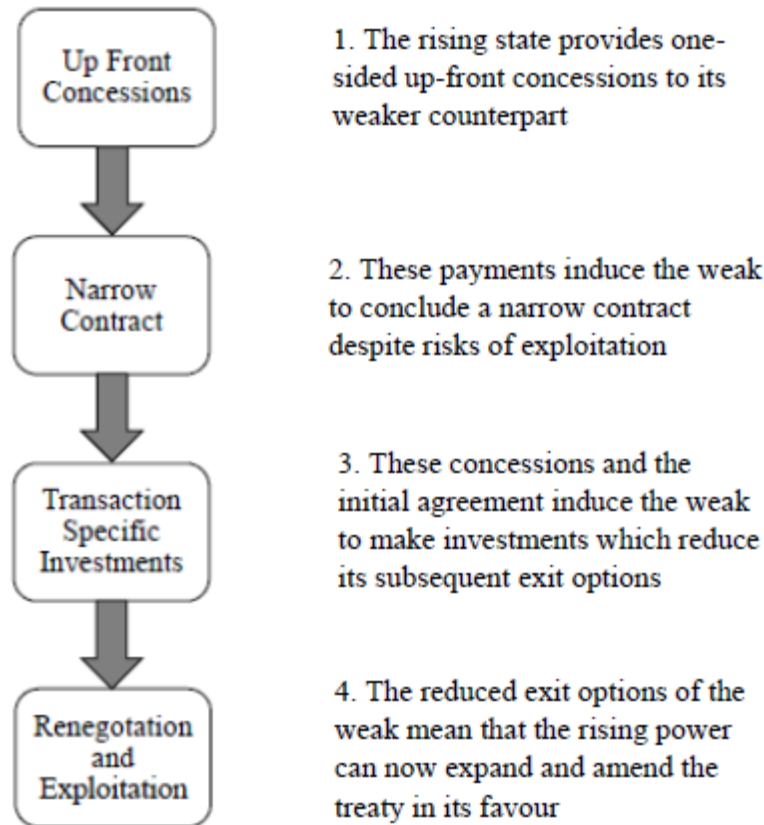 Up Front
Concessions
1. The rising state provides one-
sided up-front concessions to its
weaker counterpart
Narrow
Contract
2. These payments induce the weak
to conclude a narrow contract
despite risks of exploitation
Transaction
Specific
Investments
3. These concessions and the
initial agreement induce the weak
to make investments which reduce
its subsequent exit options
Renegotation
and
Exploitation
4. The reduced exit options of the
weak mean that the rising power
can now expand and amend the
treaty in its favour